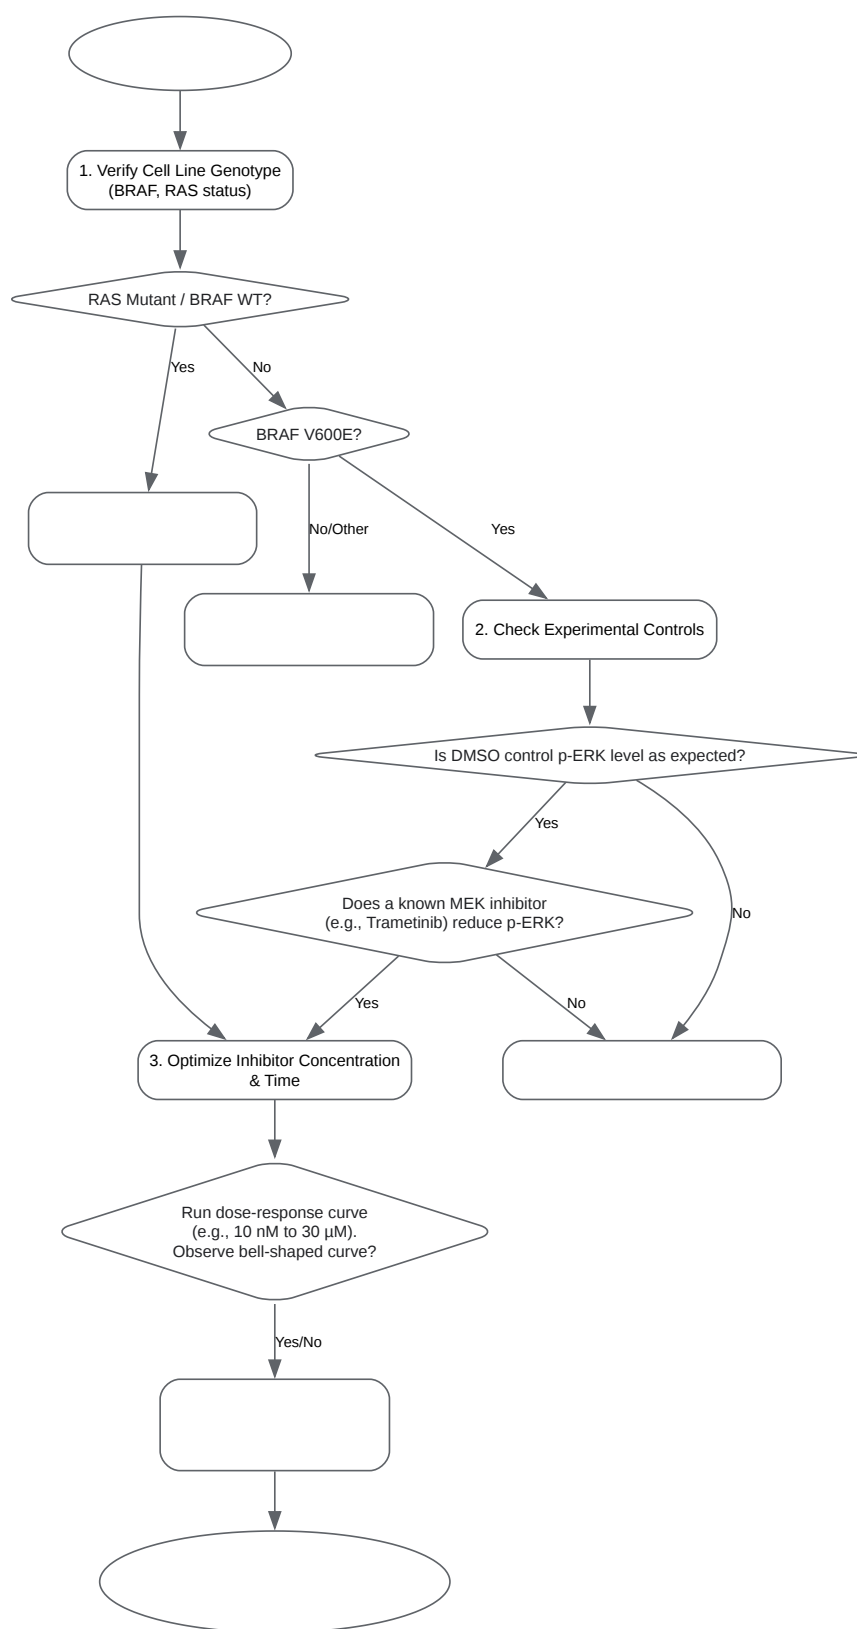 1. Verify Cell Line Genotype
(BRAF, RAS status)
RAS Mutant / BRAF WT?
Yes
No
BRAF V600E?
No/Other
Yes
2. Check Experimental Controls
Is DMSO control p-ERK level as expected?
Yes
Does a known MEK inhibitor
(e.g., Trametinib) reduce p-ERK?
No
Yes
No
3. Optimize Inhibitor Concentration
& Time
Run dose-response curve
(e.g., 10 nM to 30 µM).
Observe bell-shaped curve?
Yes/No